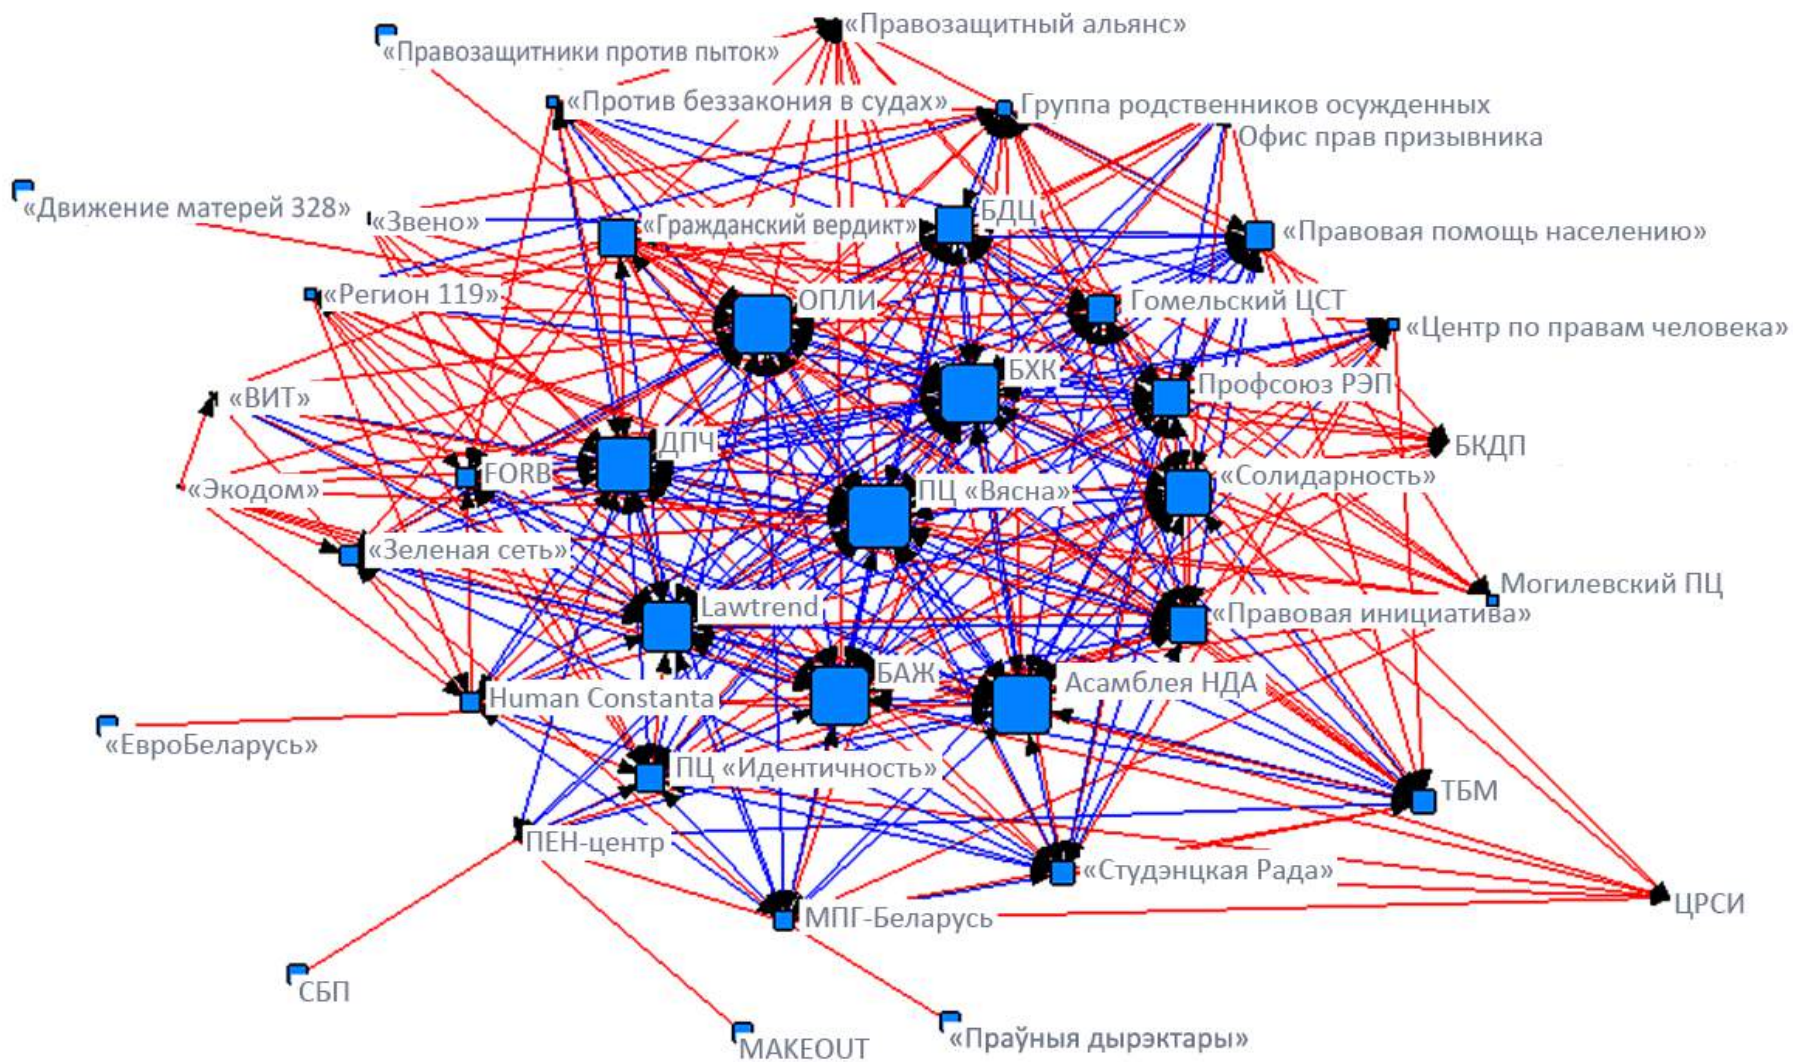 «Правозащитный альянс»
«Правозащитники против пыток»
«Против беззакония в судах»
Группа родственников осужденных
Офис прав призывника
«Движение матерей 328»
«Звено»
«Гражданский вердикт»
БДЦ
«Правовая помощь населению»
«Регион 119»
ОПЛИ
Гомельский ЦСТ
«Центр по правам человека»
БХК
Профсоюз РЭП
«ВИТ»
ДПЧ
БКДП
FORB
«Солидарность»
«Экодом»
ПЦ «Вясна»
«Зеленая сеть»
Могилевский ПЦ
Lawtrend
«Правовая инициатива»
БАЖ
Асамблея НДА
Human Constanta
«ЕвроБеларусь»
ПЦ «Идентичность»
ТБМ
ПЕН-центр
«Студэнцкая Рада»
ЦРСИ
МПГ-Беларусь
СБП
«Праўныя дырэктары»
MAKEOUT